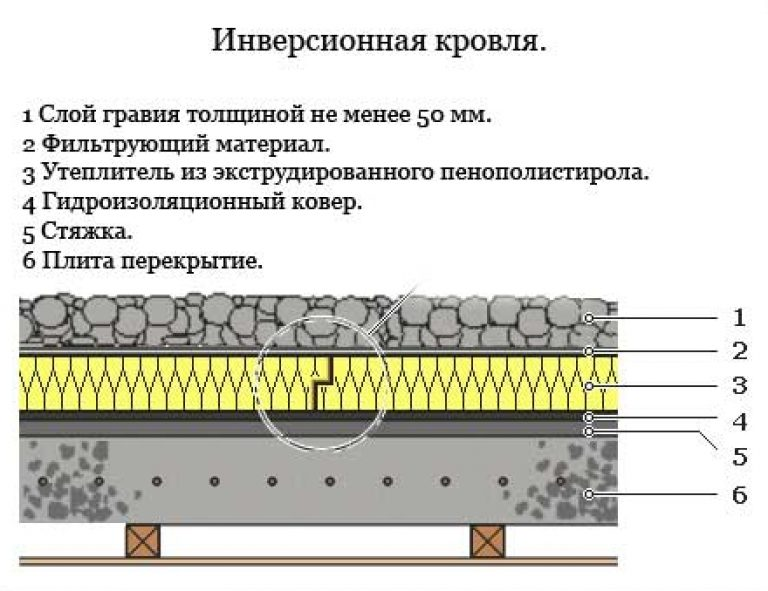 Инверсионная кровля.
1 Слой гравия толщиной не менее 50 мм.
2 Фильтрующий материал.
3 Утеплитель из экструдированного пенополистирола.
4 Гидроизоляционный ковер.
5 Стяжка.
6 Плита перекрытие.
1
2
3
4
5
6